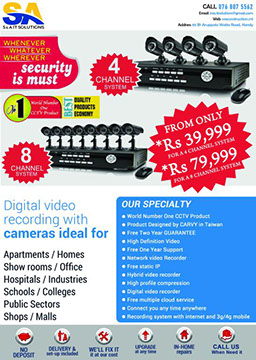 SA
S&A IT SOLUTIONS
CALL 076 807 5562
WHENEVER
WHATEVER
WHEREVER
security
is must
4
CHANNEL
SYSTEM
No 1
World Number
One
CCTV Product
BEST
QUALITY
PRODUCTS
ECONOMY
8
CHANNEL
SYSTEM
FROM ONLY
*Rs 39,999
FOR A 4 CHANNEL SYSTEM
*Rs 79,999
FOR A 8 CHANNEL SYSTEM
Digital video
recording with
cameras ideal for
Apartments / Homes
Show rooms / Office
Hospitals / Industries
Schools / Colleges
Public Sectors
Shops / Malls
OUR SPECIALTY
World Number One CCTV Product
Product Designed by CARVY in Taiwan
Free Two Year GUARANTEE
High Definition Video
Free One Year Support
Network video Recorder
Free static IP
Hybrid video recorder
High profile compression
Digital video recorder
Free multiple cloud service
Connect you any time anywhere
Recording system with internet and 3g/4g mobile
NO
DEPOSIT
DELIVERY &
set-up included
WE'LL FIX IT
at our cost
UPGRADE
at any time
IN-HOME
repairs
CALL US
When Need It